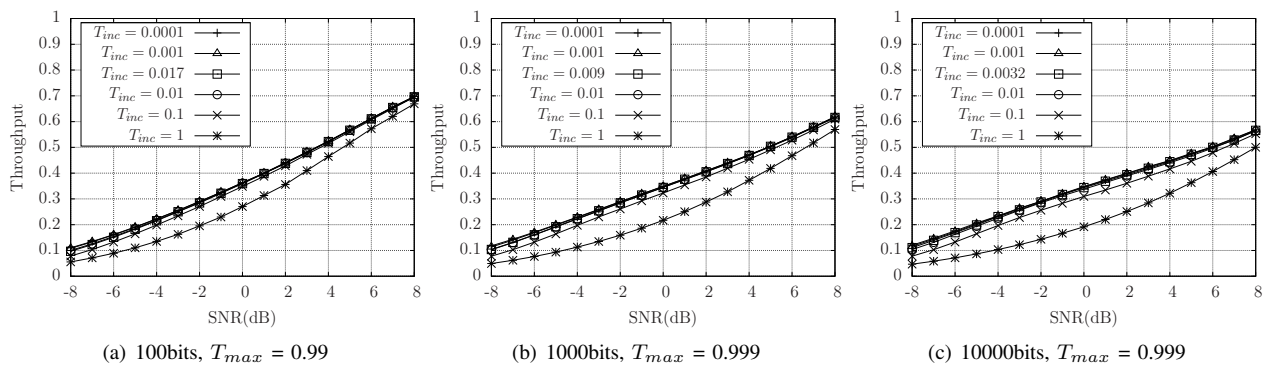 1
0.9
0.8
0.7
0.6
0.5
0.4
0.3
0.2
0.1
0
Throughput
T_inc = 0.0001
T_inc = 0.001
T_inc = 0.017
T_inc = 0.01
T_inc = 0.1
T_inc = 1
-8 -6 -4 -2 0 2 4 6 8
SNR(dB)
(a) 100bits, T_max = 0.99
1
0.9
0.8
0.7
0.6
0.5
0.4
0.3
0.2
0.1
0
Throughput
T_inc = 0.0001
T_inc = 0.001
T_inc = 0.009
T_inc = 0.01
T_inc = 0.1
T_inc = 1
-8 -6 -4 -2 0 2 4 6 8
SNR(dB)
(b) 1000bits, T_max = 0.999
1
0.9
0.8
0.7
0.6
0.5
0.4
0.3
0.2
0.1
0
Throughput
T_inc = 0.0001
T_inc = 0.001
T_inc = 0.0032
T_inc = 0.01
T_inc = 0.1
T_inc = 1
-8 -6 -4 -2 0 2 4 6 8
SNR(dB)
(c) 10000bits, T_max = 0.999